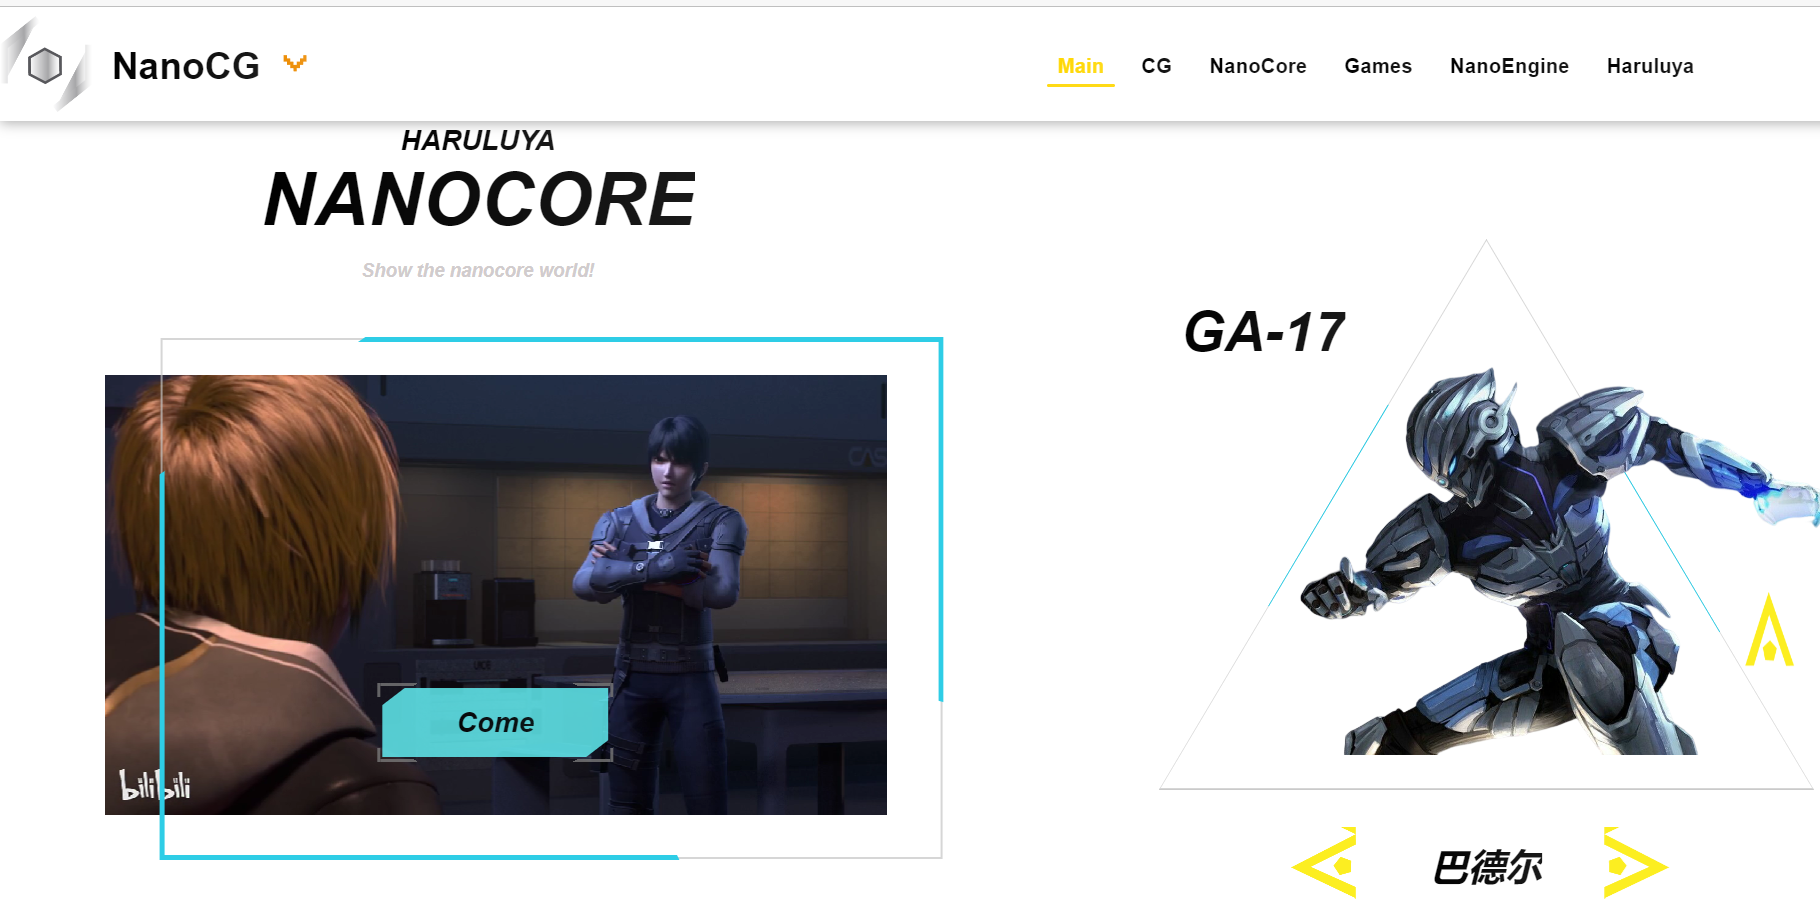 NanoCG
Main CG NanoCore Games NanoEngine Haruluya
HARULUYA
NANOCORE
Show the nanocore world!
GA-17
Come
bilibili
巴德尔